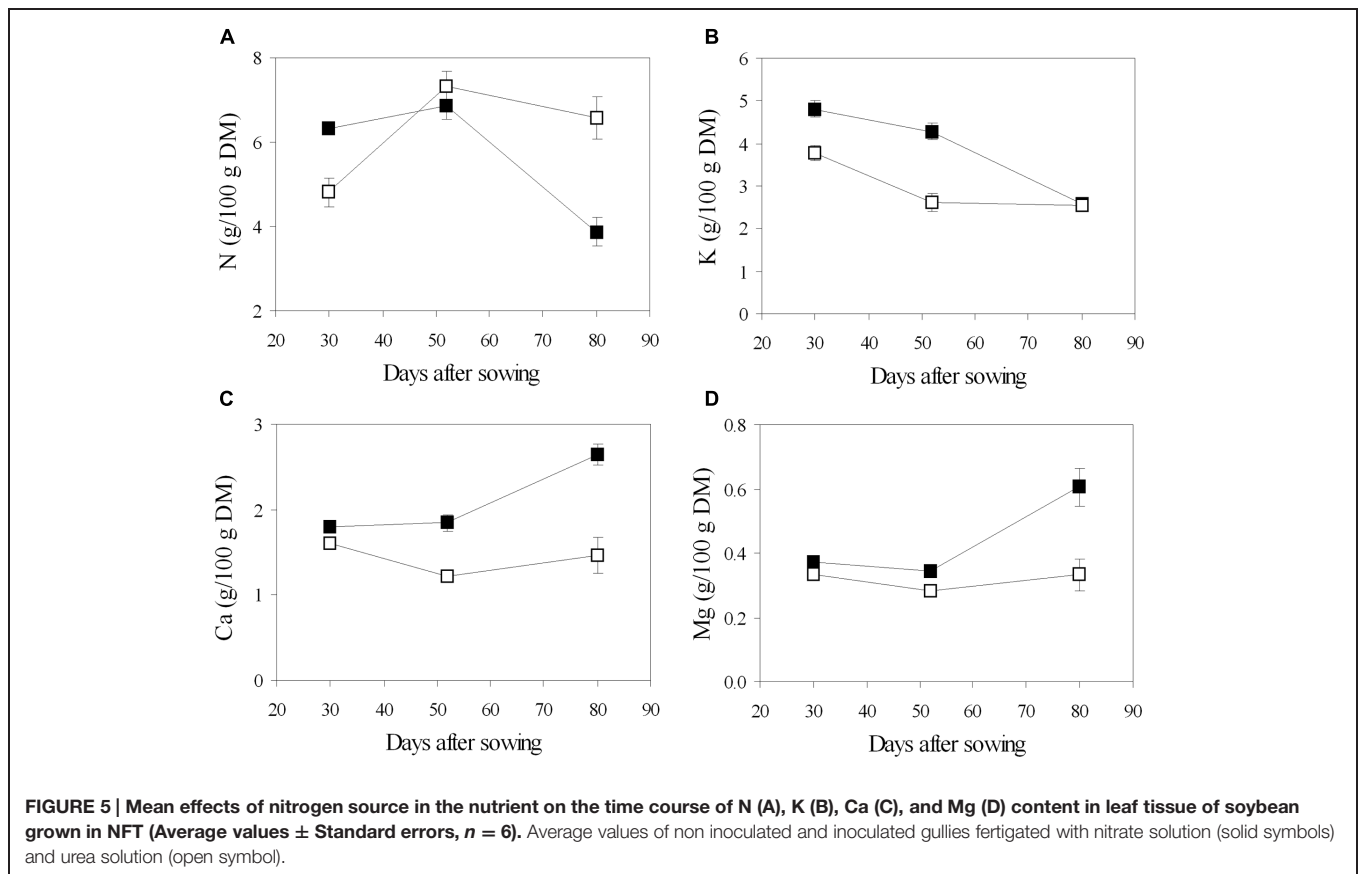 A
N (g/100 g DM)
8
6
4
2
20 30 40 50 60 70 80 90
Days after sowing
B
K (g/100 g DM)
6
5
4
3
2
1
0
20 30 40 50 60 70 80 90
Days after sowing
C
Ca (g/100 g DM)
3
2
1
0
20 30 40 50 60 70 80 90
Days after sowing
D
Mg (g/100 g DM)
0.8
0.6
0.4
0.2
0.0
20 30 40 50 60 70 80 90
Days after sowing
FIGURE 5 | Mean effects of nitrogen source in the nutrient on the time course of N (A), K (B), Ca (C), and Mg (D) content in leaf tissue of soybean
grown in NFT (Average values ± Standard errors, n = 6). Average values of non inoculated and inoculated gullies fertigated with nitrate solution (solid symbols)
and urea solution (open symbol).